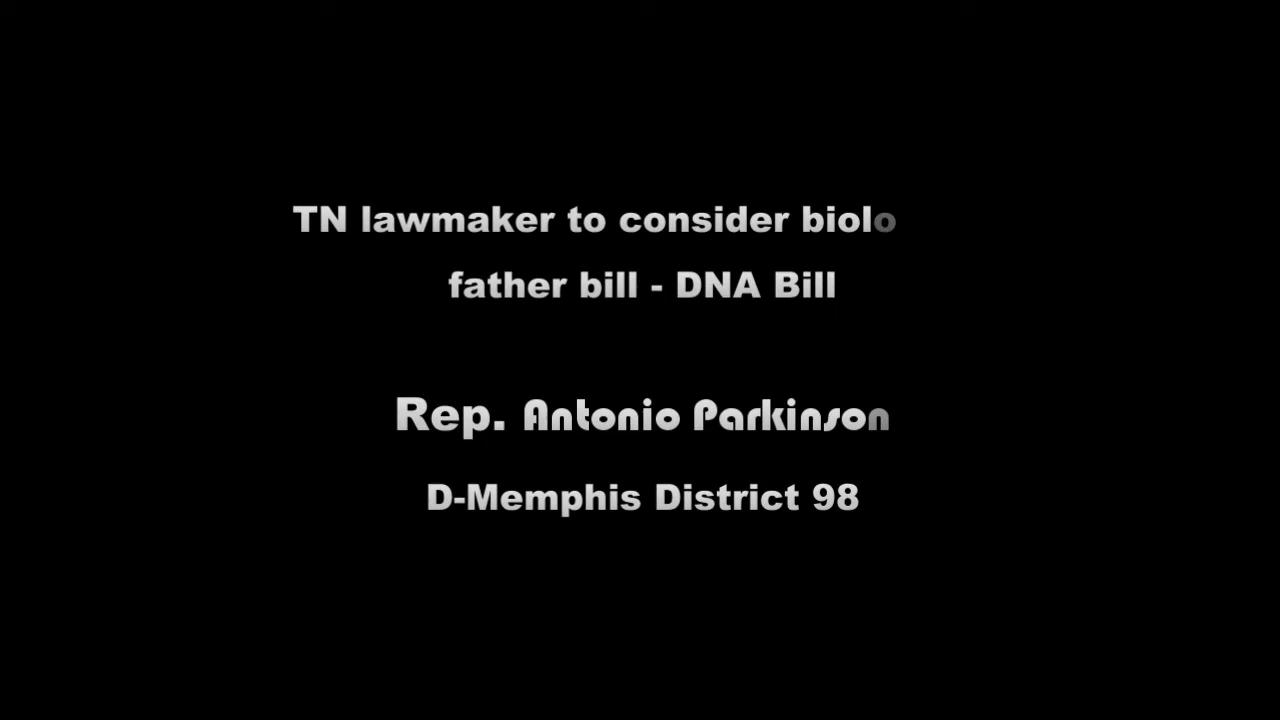 TN lawmaker to consider biolo
father bill - DNA Bill
Rep. Antonio Parkinson
D-Memphis District 98